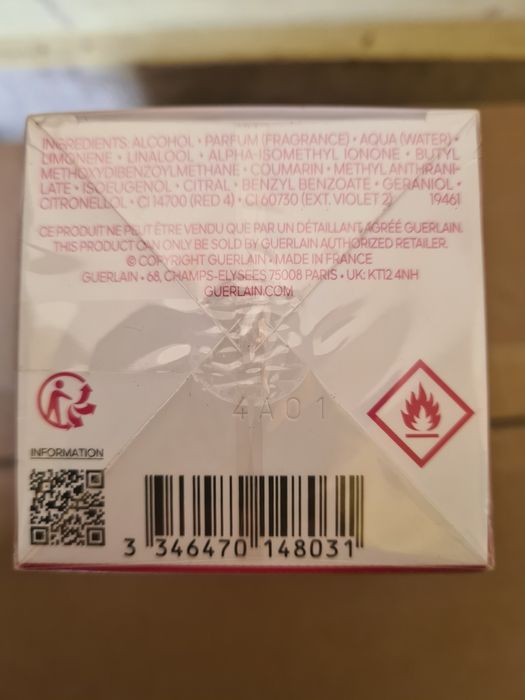 INGREDIENTS: ALCOHOL • PARFUM (FRAGRANCE) • AQUA (WATER) •
LIMONENE • LINALOOL • ALPHA-ISOMETHYL IONONE • BUTYL
METHOXYDIBENZOYLMETHANE • COUMARIN • METHYL ANTHRANI-
LATE • ISOEUGENOL • CITRAL • BENZYL BENZOATE • GERANIOL •
CITRONELLOL • CI 14700 (RED 4) • CI 60730 (EXT. VIOLET 2) 19461
CE PRODUIT NE PEUT ÊTRE VENDU QUE PAR UN DÉTAILLANT AGRÉÉ GUERLAIN.
THIS PRODUCT CAN ONLY BE SOLD BY GUERLAIN AUTHORIZED RETAILER.
© COPYRIGHT GUERLAIN • MADE IN FRANCE
GUERLAIN • 68, CHAMPS-ELYSEES 75008 PARIS • UK: KT12 4NH
GUERLAIN.COM
4A01
INFORMATION
3 346470 148031